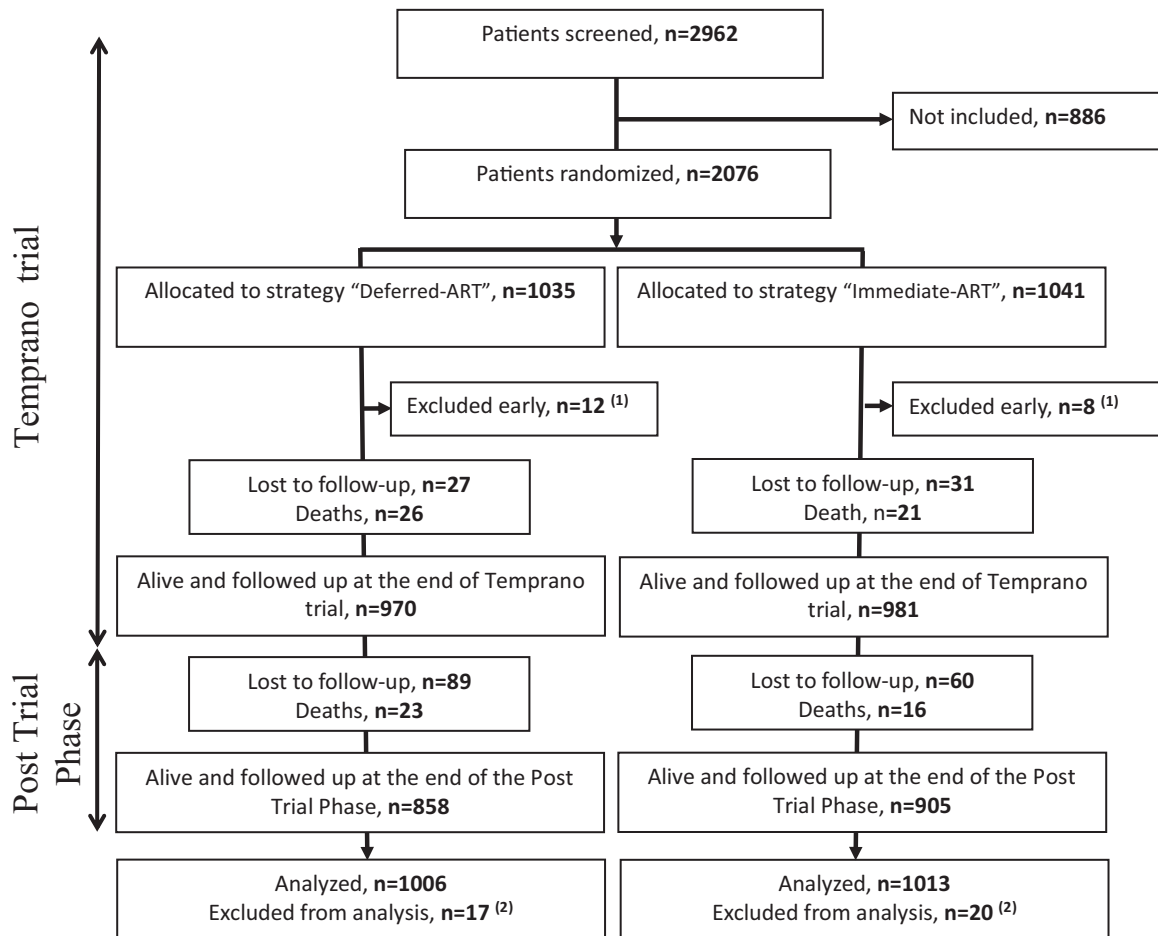 Patients screened, n=2962
Not included, n=886
Patients randomized, n=2076
Temprano trial
Allocated to strategy “Deferred-ART”, n=1035
Allocated to strategy “Immediate-ART”, n=1041
Excluded early, n=12 (1)
Excluded early, n=8 (1)
Lost to follow-up, n=27
Deaths, n=26
Lost to follow-up, n=31
Death, n=21
Alive and followed up at the end of Temprano
trial, n=970
Alive and followed up at the end of Temprano
trial, n=981
Post Trial
Phase
Lost to follow-up, n=89
Deaths, n=23
Lost to follow-up, n=60
Deaths, n=16
Alive and followed up at the end of the Post
Trial Phase, n=858
Alive and followed up at the end of the Post
Trial Phase, n=905
Analyzed, n=1006
Excluded from analysis, n=17 (2)
Analyzed, n=1013
Excluded from analysis, n=20 (2)